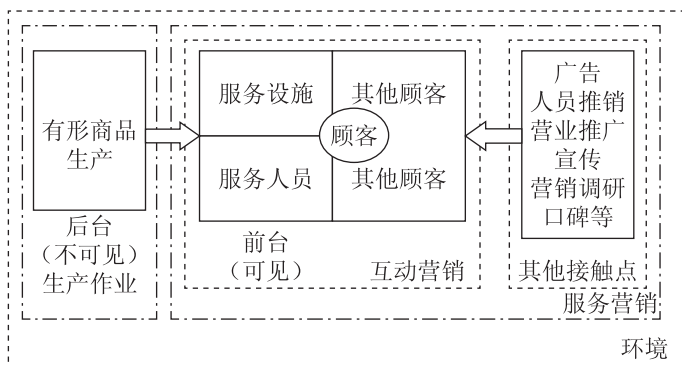 有形商品
生产
后台
（不可见）
生产作业
服务设施
其他顾客
顾客
服务人员
其他顾客
前台
（可见）
互动营销
广告
人员推销
营业推广
宣传
营销调研
口碑等
其他接触点
服务营销
环境